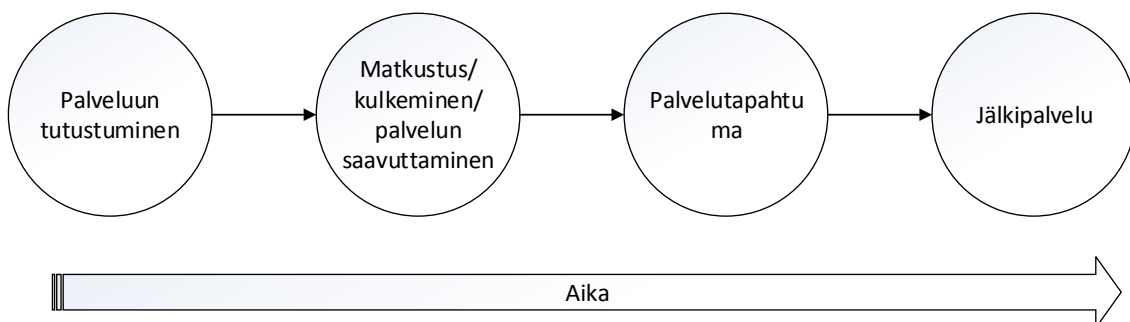 Palveluun
tutustuminen
Matkustus/
kulkeminen/
palvelun
saavuttaminen
Palvelutapahtu
ma
Jälkipalvelu
Aika